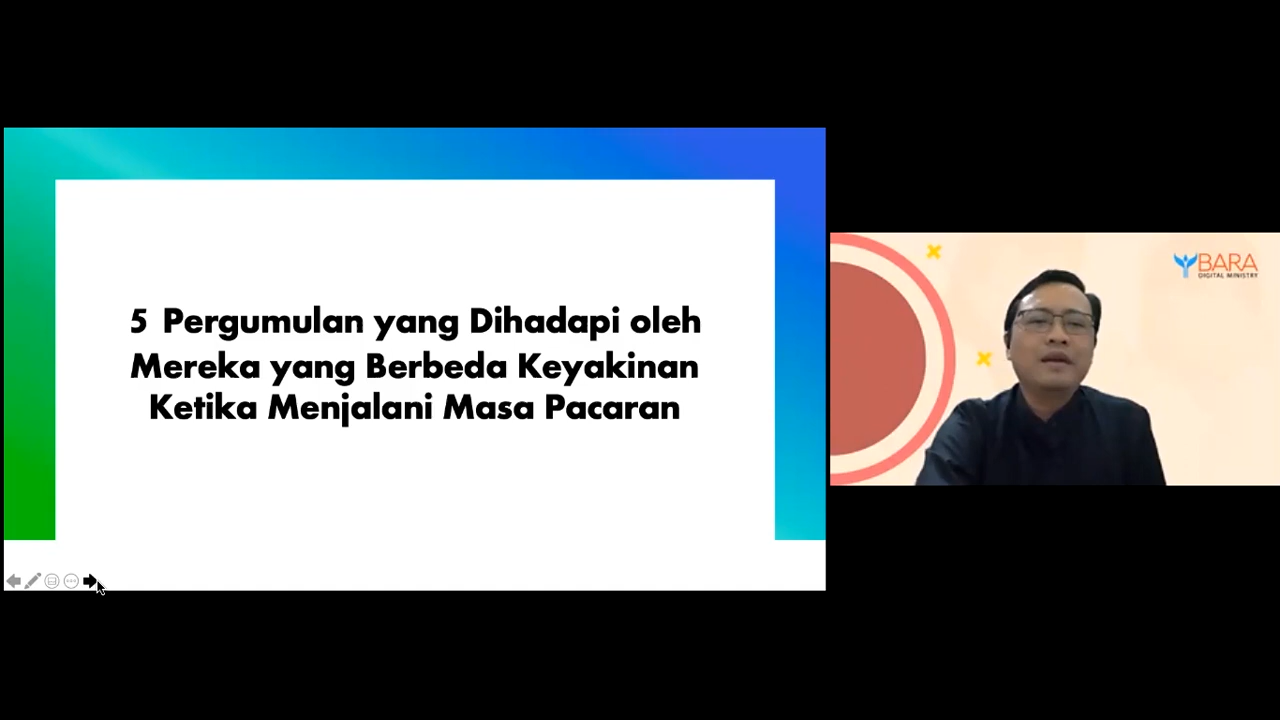 5 Pergumulan yang Dihadapi oleh
Mereka yang Berbeda Keyakinan
Ketika Menjalani Masa Pacaran
BARA
DIGITAL MINISTRY